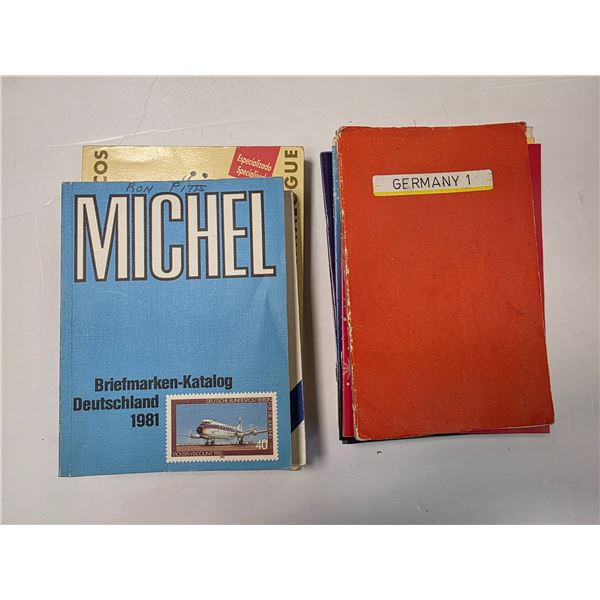 COS
Especializado
Specialised
OGUE
Ron Pitts
MICHEL
Briefmarken-Katalog
Deutschland
1981
DEUTSCHE BUNDESPOST BERLIN
40
VICKERS VISCOUNT 1950
GERMANY 1